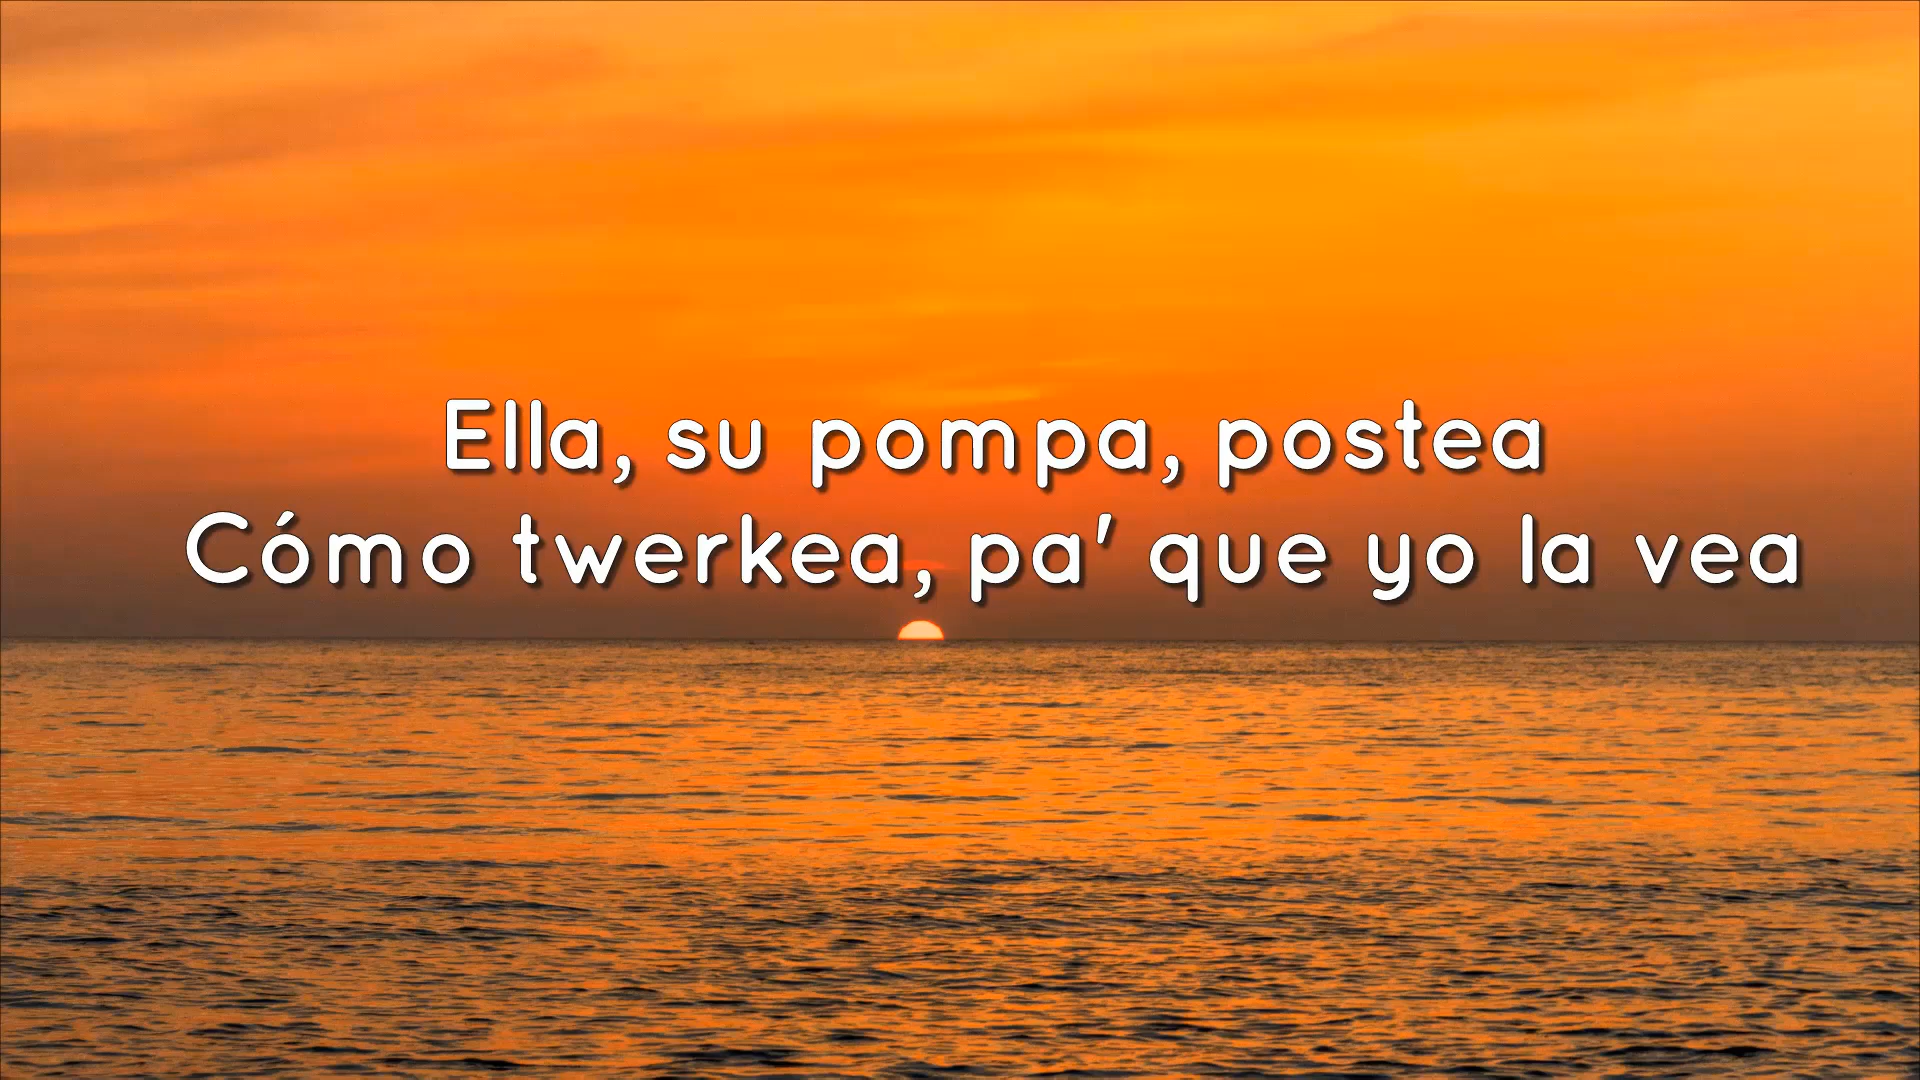 Ella, su pompa, postea
Cómo twerkea, pa' que yo la vea